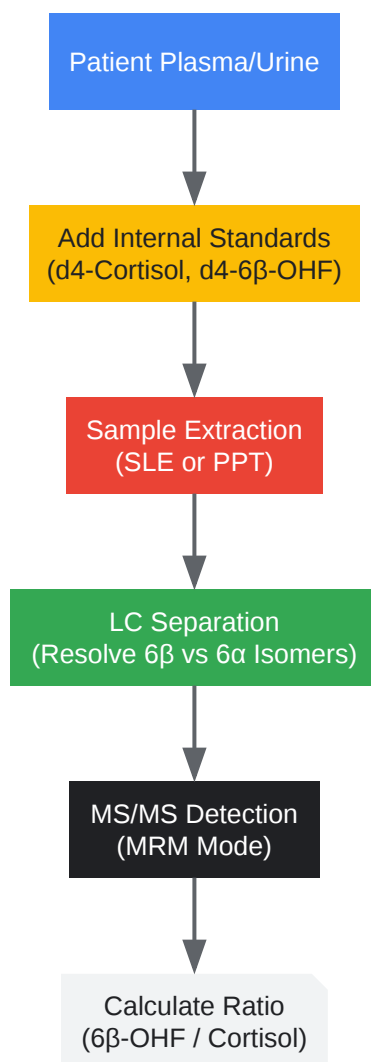 Patient Plasma/Urine
Add Internal Standards
(d4-Cortisol, d4-6β-OHF)
Sample Extraction
(SLE or PPT)
LC Separation
(Resolve 6β vs 6α Isomers)
MS/MS Detection
(MRM Mode)
Calculate Ratio
(6β-OHF / Cortisol)